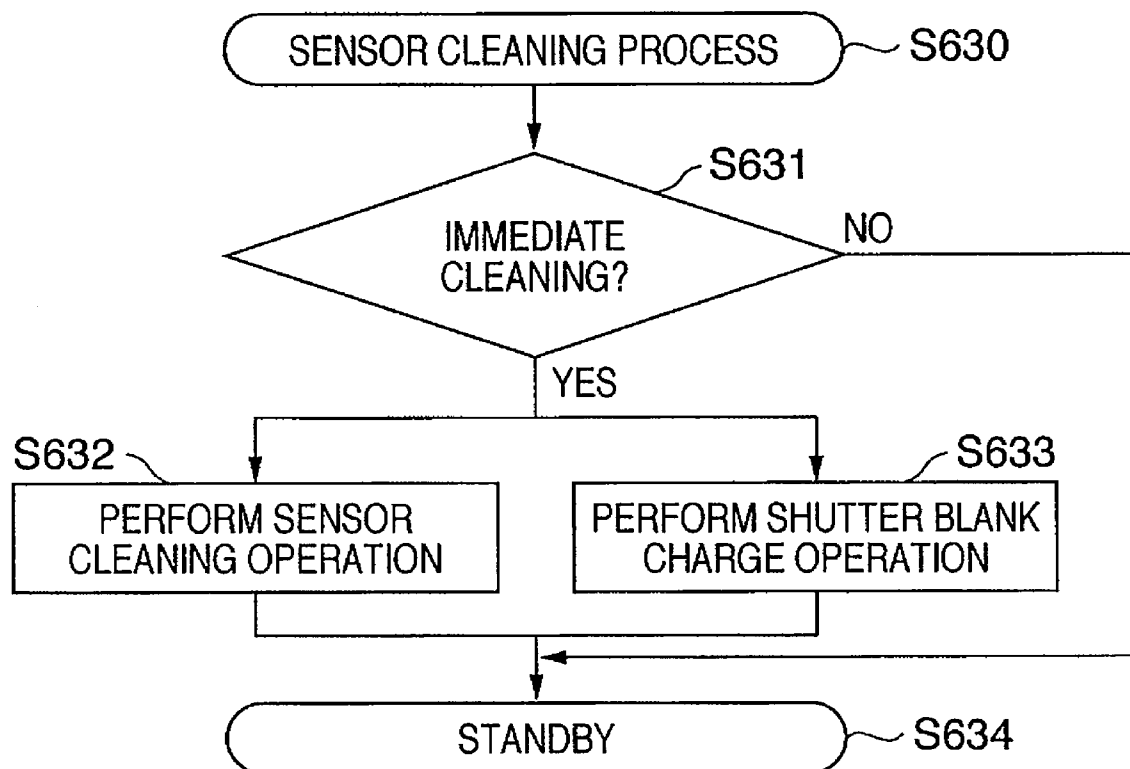 SENSOR CLEANING PROCESS
S630
S631
IMMEDIATE
CLEANING?
NO
YES
S632
S633
PERFORM SENSOR
CLEANING OPERATION
PERFORM SHUTTER BLANK
CHARGE OPERATION
STANDBY
S634